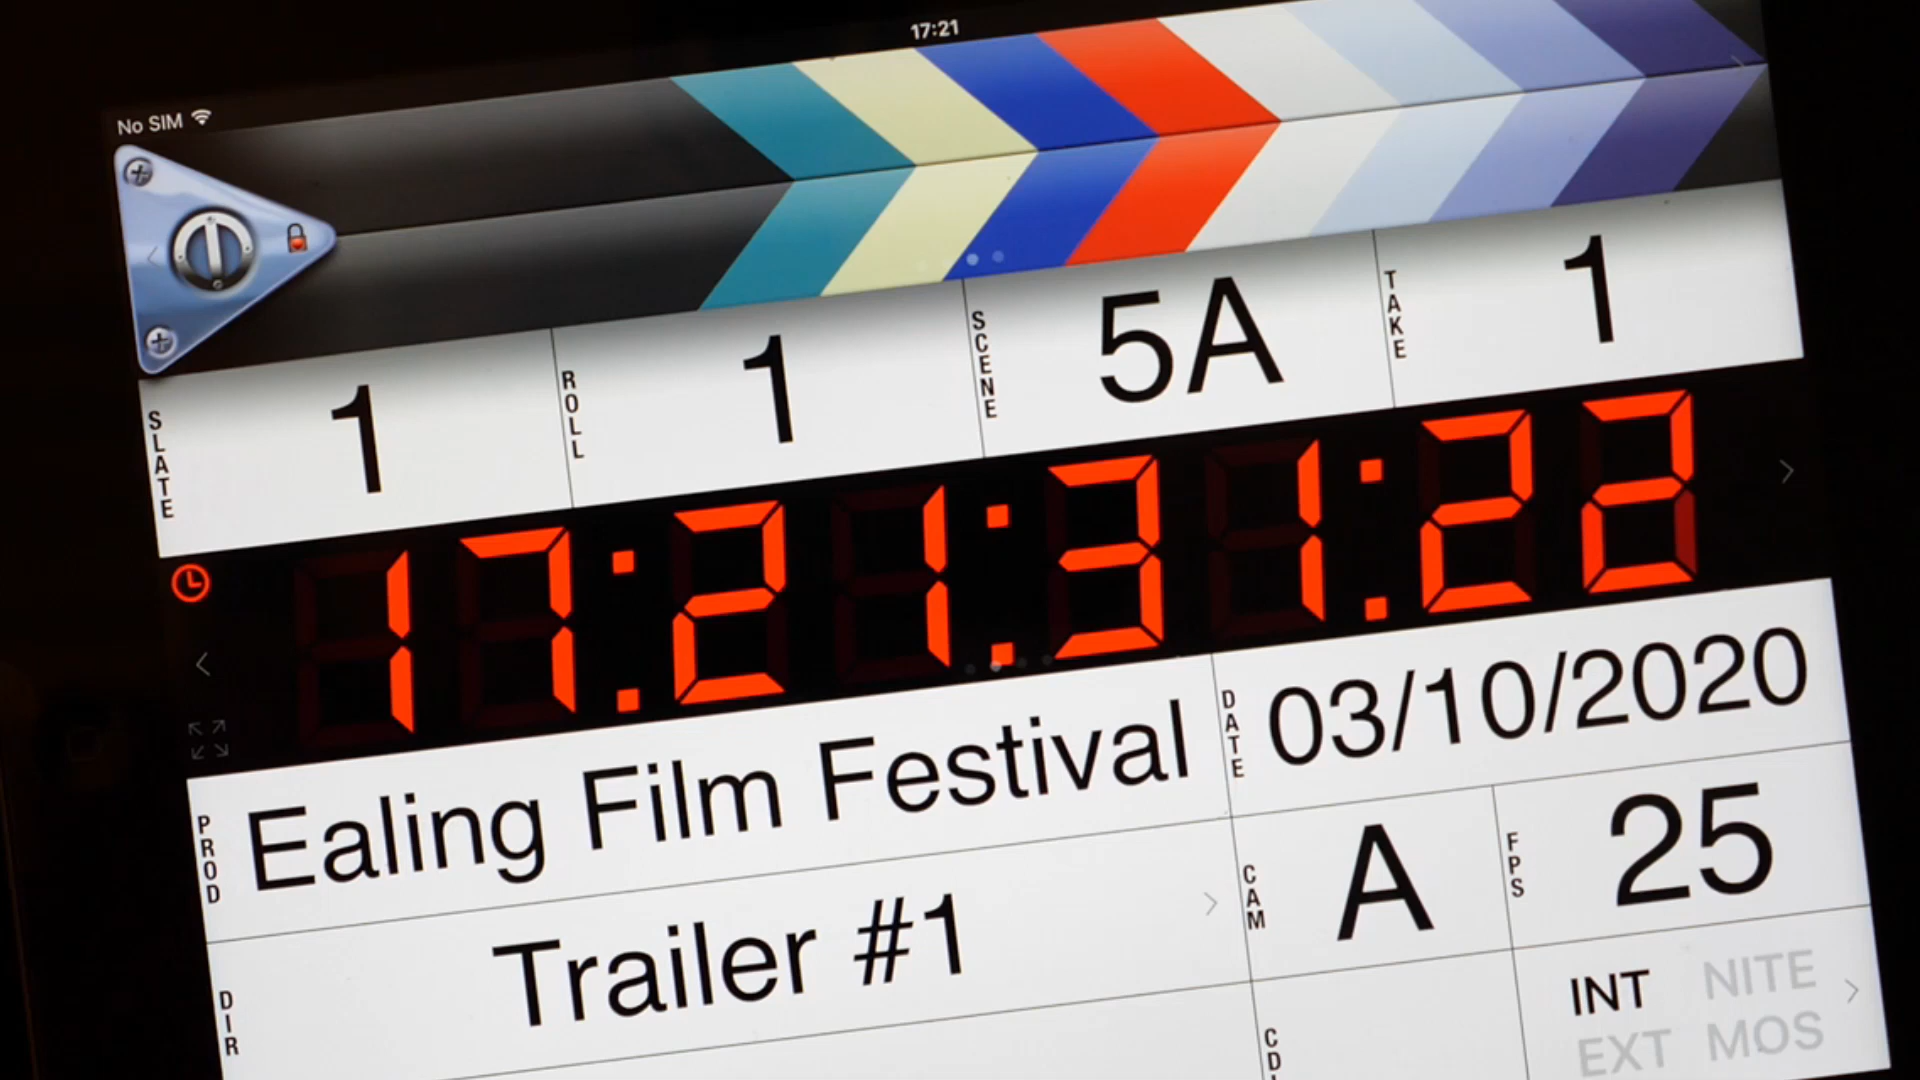 17:21
No SIM
SLATE 1 ROLL 1 SCENE 5A TAKE 1
17:21:31:22
PROD Ealing Film Festival DATE 03/10/2020
Trailer #1 CAM A FPS 25
DIR
INT NITE
EXT MOS